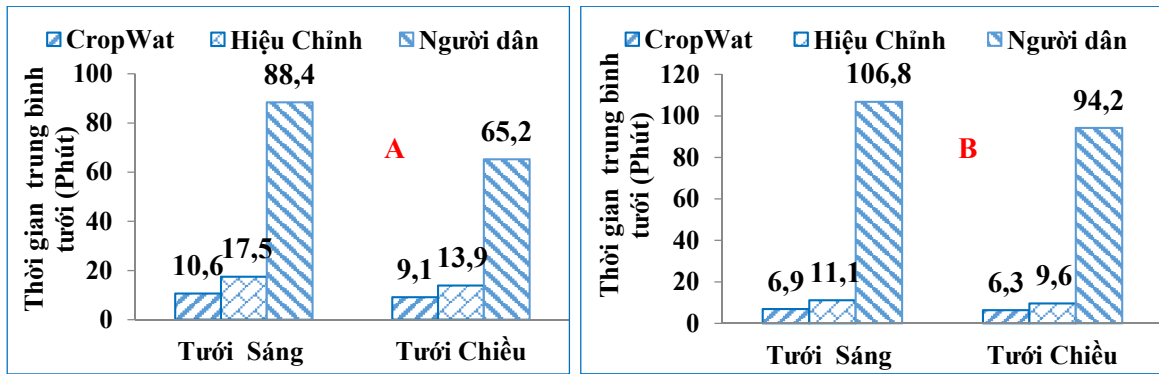 CropWat Hiệu Chỉnh Người dân
Thời gian trung bình
tưới (Phút)
100
80
60
40
20
0
10,6
17,5
88,4
9,1
13,9
65,2
A
Tưới Sáng Tưới Chiều
CropWat Hiệu Chỉnh Người dân
Thời gian trung bình
tưới (Phút)
120
100
80
60
40
20
0
6,9
11,1
106,8
6,3
9,6
94,2
B
Tưới Sáng Tưới Chiều